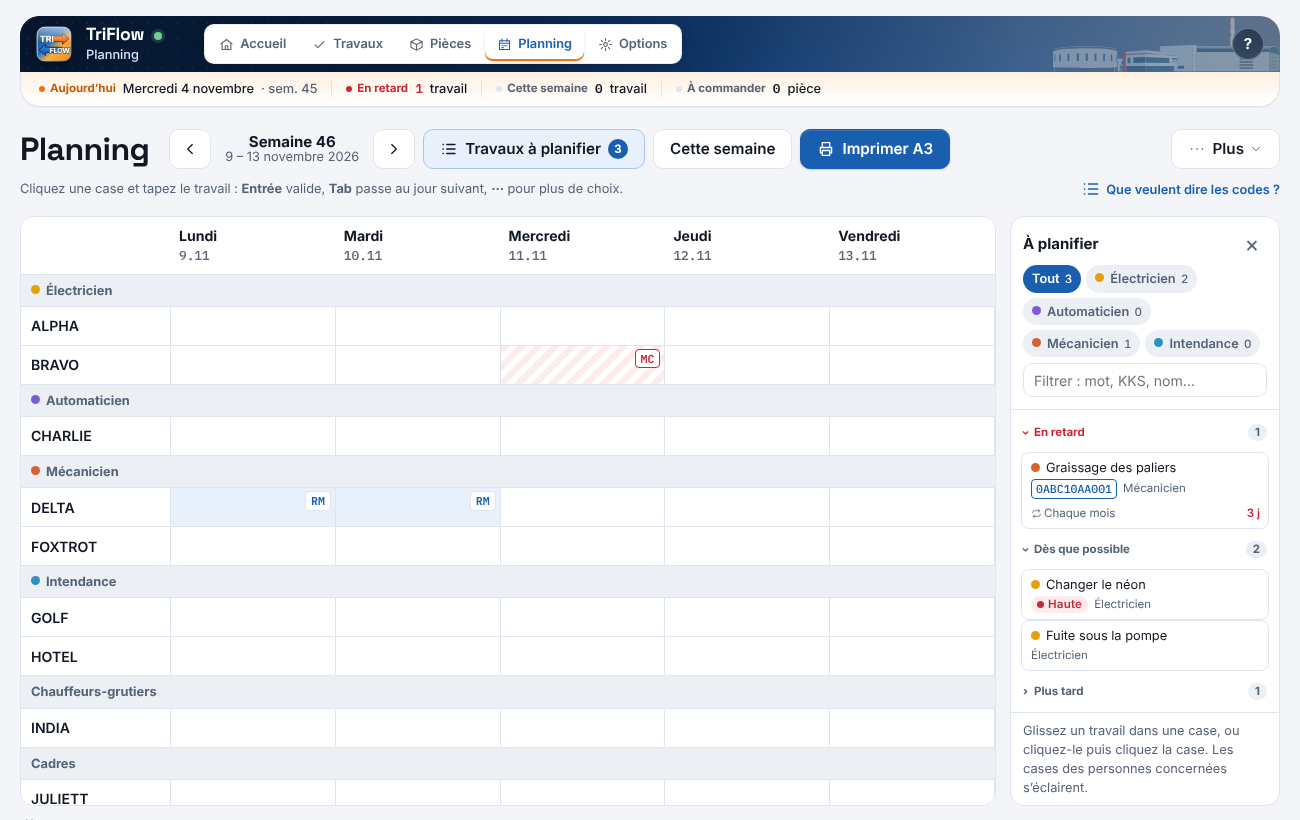 TRI
FLOW
TriFlow
Planning
Accueil
Travaux
Pièces
Planning
Options
?
Aujourd'hui Mercredi 4 novembre · sem. 45
En retard 1 travail
Cette semaine 0 travail
À commander 0 pièce
Planning
Semaine 46
9 – 13 novembre 2026
Travaux à planifier 3
Cette semaine
Imprimer A3
··· Plus
Cliquez une case et tapez le travail : Entrée valide, Tab passe au jour suivant, ··· pour plus de choix.
Que veulent dire les codes ?
Lundi
9.11
Mardi
10.11
Mercredi
11.11
Jeudi
12.11
Vendredi
13.11
Électricien
ALPHA
BRAVO
MC
Automaticien
CHARLIE
Mécanicien
DELTA
RM
RM
FOXTROT
Intendance
GOLF
HOTEL
Chauffeurs-grutiers
INDIA
Cadres
JULIETT
À planifier
Tout 3
Électricien 2
Automaticien 0
Mécanicien 1
Intendance 0
Filtrer : mot, KKS, nom...
En retard 1
Graissage des paliers
0ABC10AA001 Mécanicien
Chaque mois 3 j
Dès que possible 2
Changer le néon
Haute Électricien
Fuite sous la pompe
Électricien
Plus tard 1
Glissez un travail dans une case, ou
cliquez-le puis cliquez la case. Les
cases des personnes concernées
s'éclairent.